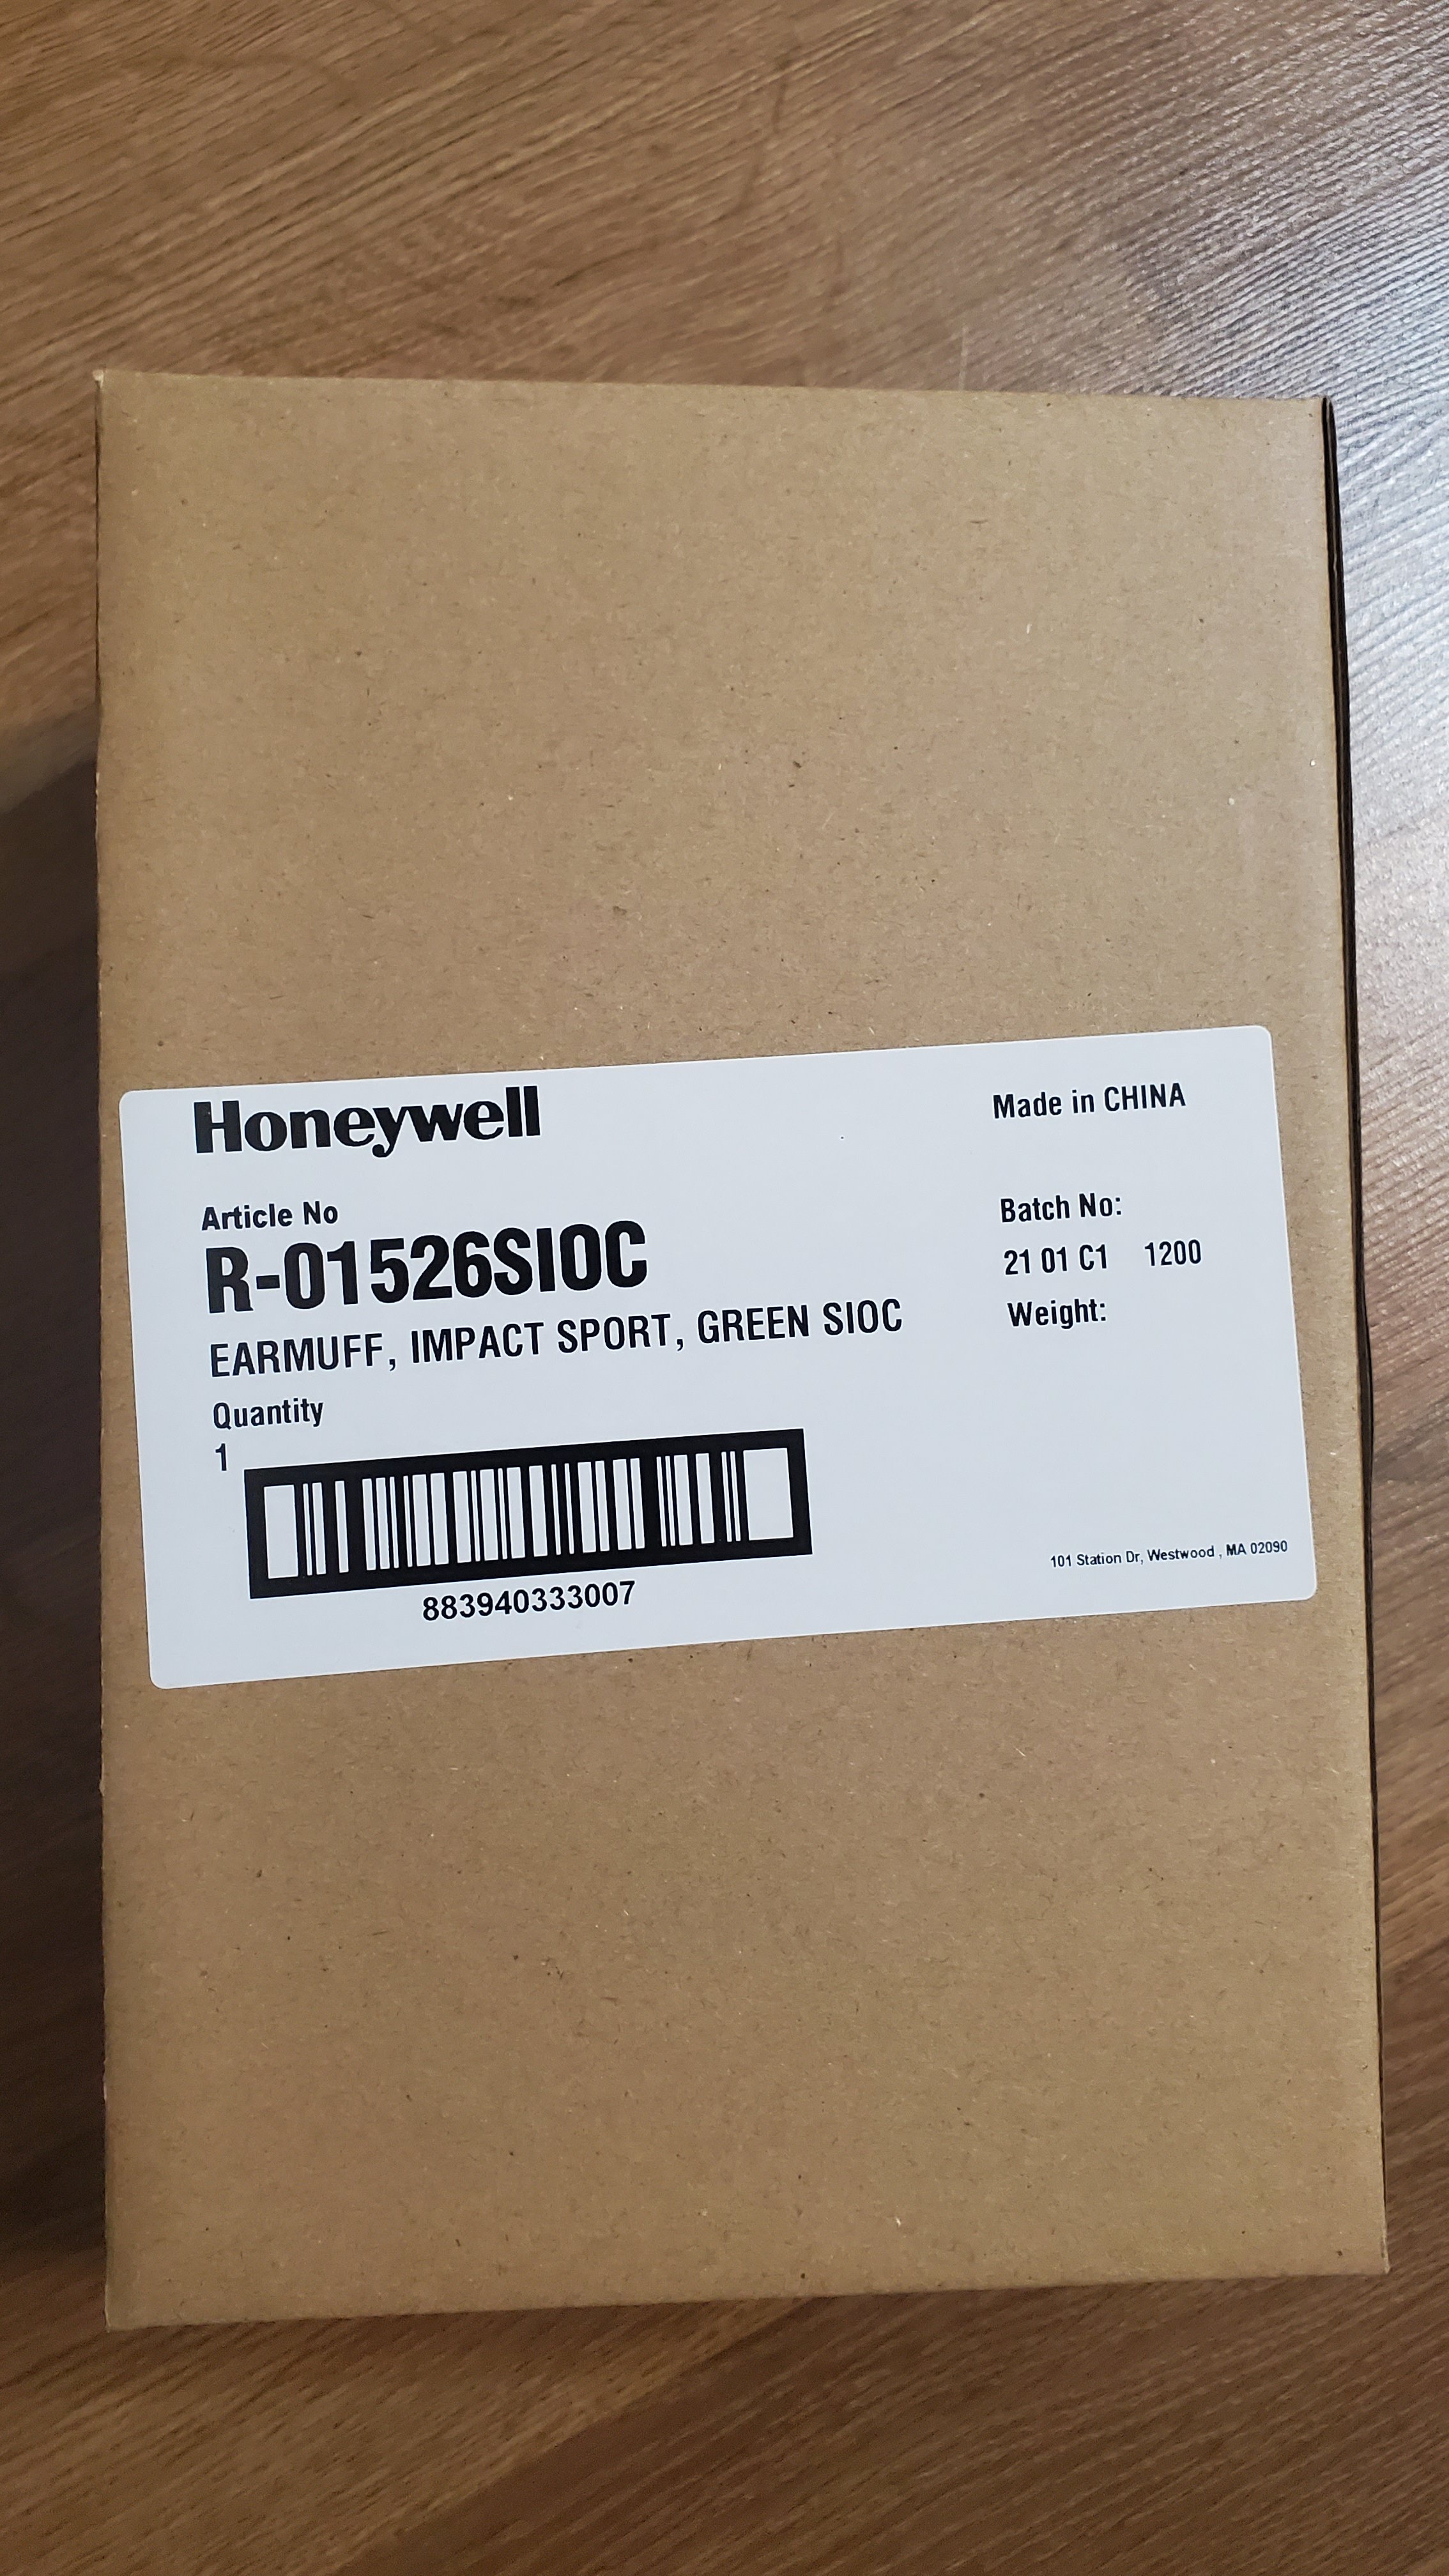 Honeywell
Made in CHINA
Article No
R-01526SIOC
EARMUFF, IMPACT SPORT, GREEN SIOC
Batch No:
21 01 C1 1200
Weight:
Quantity
1
883940333007
101 Station Dr, Westwood , MA 02090